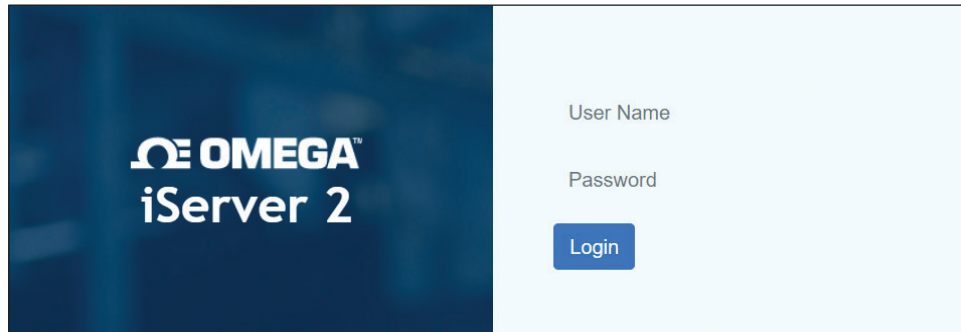 OMEGA™
iServer 2
User Name
Password
Login